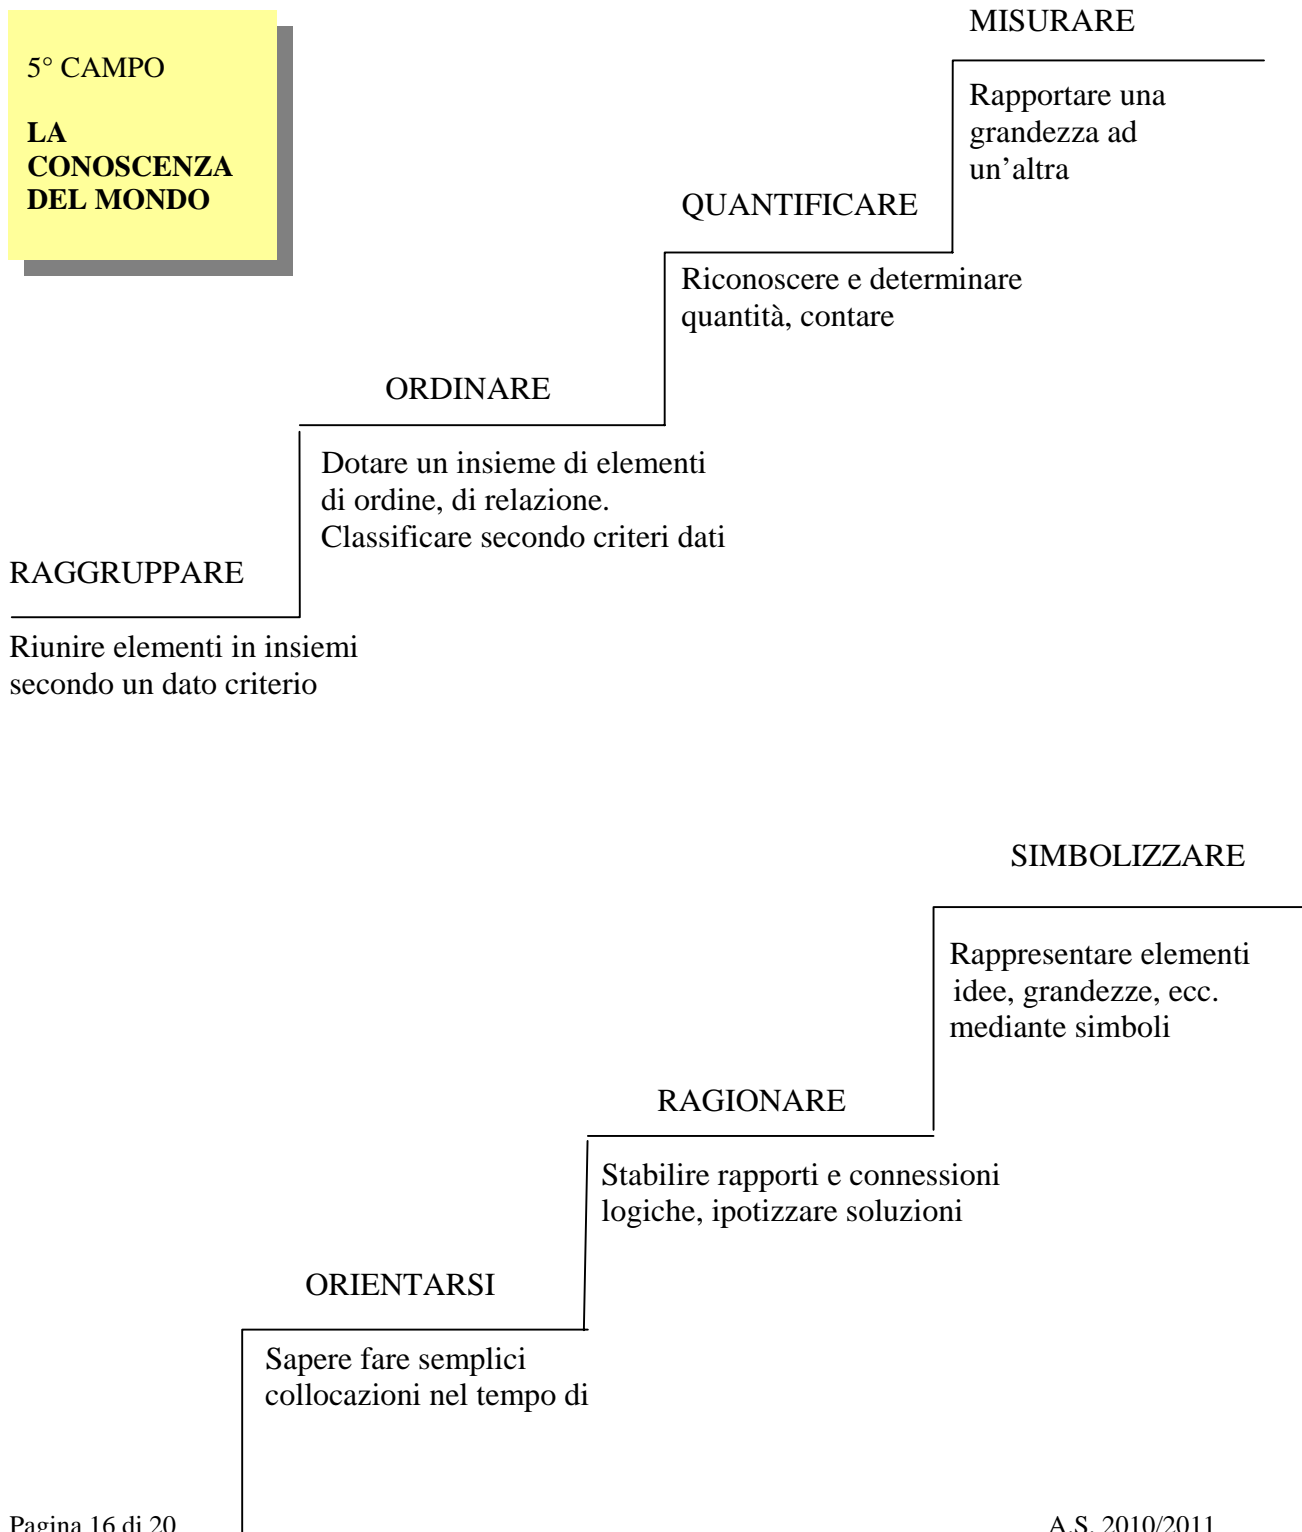 5° CAMPO
LA
CONOSCENZA
DEL MONDO
MISURARE
Rapportare una
grandezza ad
un’altra
QUANTIFICARE
Riconoscere e determinare
quantità, contare
ORDINARE
Dotare un insieme di elementi
di ordine, di relazione.
Classificare secondo criteri dati
RAGGRUPPARE
Riunire elementi in insiemi
secondo un dato criterio
SIMBOLIZZARE
Rappresentare elementi
idee, grandezze, ecc.
mediante simboli
RAGIONARE
Stabilire rapporti e connessioni
logiche, ipotizzare soluzioni
ORIENTARSI
Sapere fare semplici
collocazioni nel tempo di
Pagina 16 di 20
A.S. 2010/2011